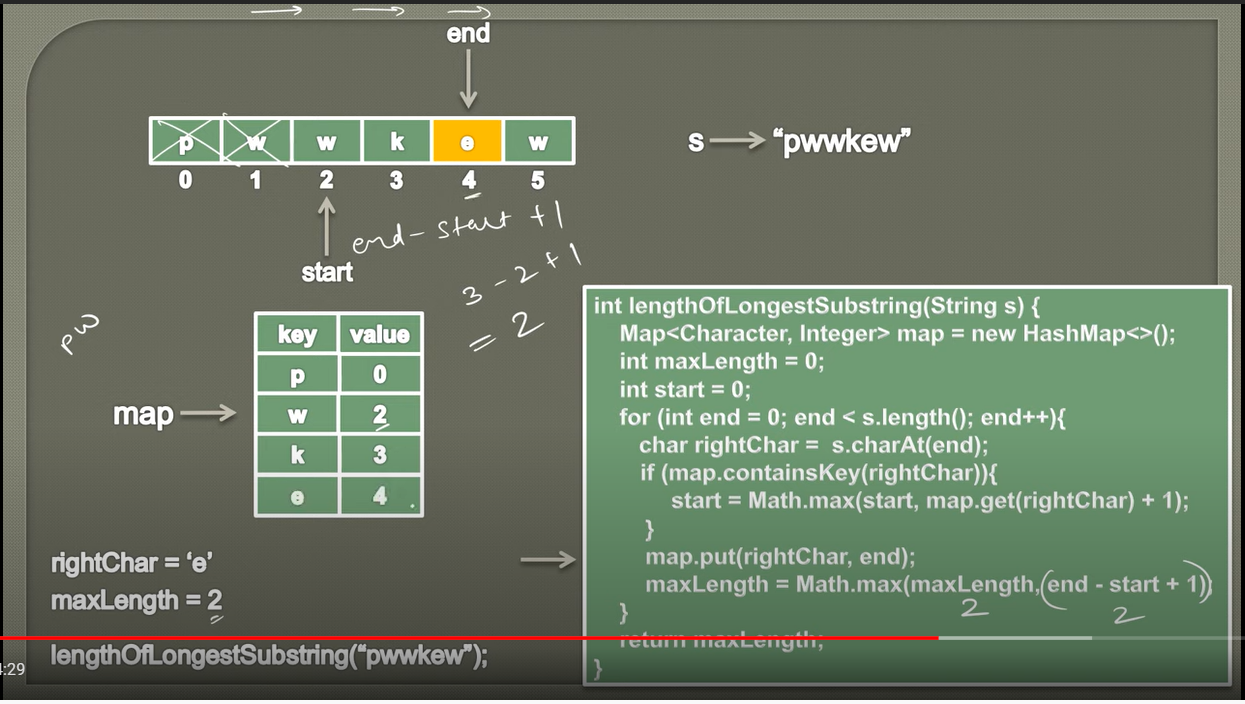 end
p w w k e w
0 1 2 3 4 5
s "pwwkew"
start
end - start + 1
3 - 2 + 1
= 2
pw
map
key value
p 0
w 2
k 3
e 4
rightChar = 'e'
maxLength = 2
lengthOfLongestSubstring("pwwkew");
int lengthOfLongestSubstring(String s) {
Map<Character, Integer> map = new HashMap<>();
int maxLength = 0;
int start = 0;
for (int end = 0; end < s.length(); end++){
char rightChar = s.charAt(end);
if (map.containsKey(rightChar)){
start = Math.max(start, map.get(rightChar) + 1);
}
map.put(rightChar, end);
maxLength = Math.max(maxLength, (end - start + 1));
2 2
}
return maxLength;
}
:29